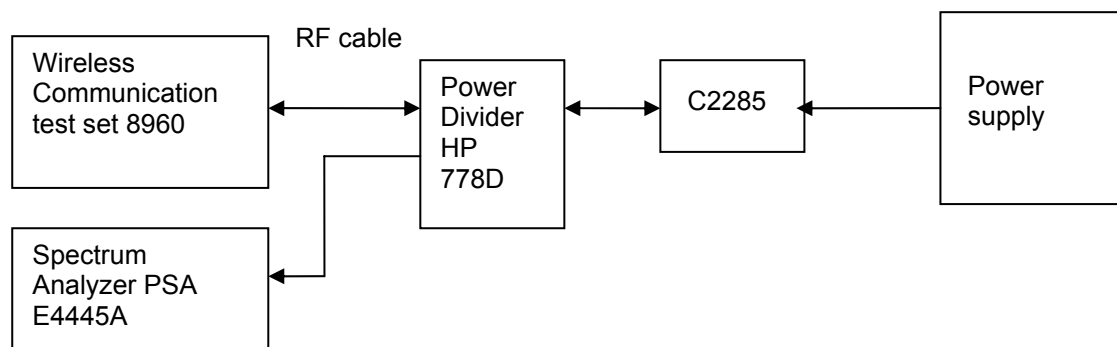 RF cable
Wireless
Communication
test set 8960
Power
Divider
HP
778D
C2285
Power
supply
Spectrum
Analyzer PSA
E4445A